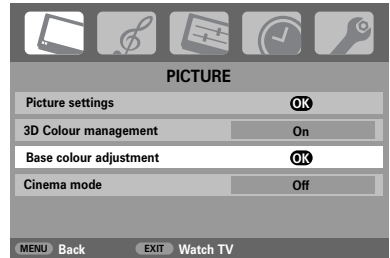 PICTURE
Picture settings OK
3D Colour management On
Base colour adjustment OK
Cinema mode Off
MENU Back EXIT Watch TV